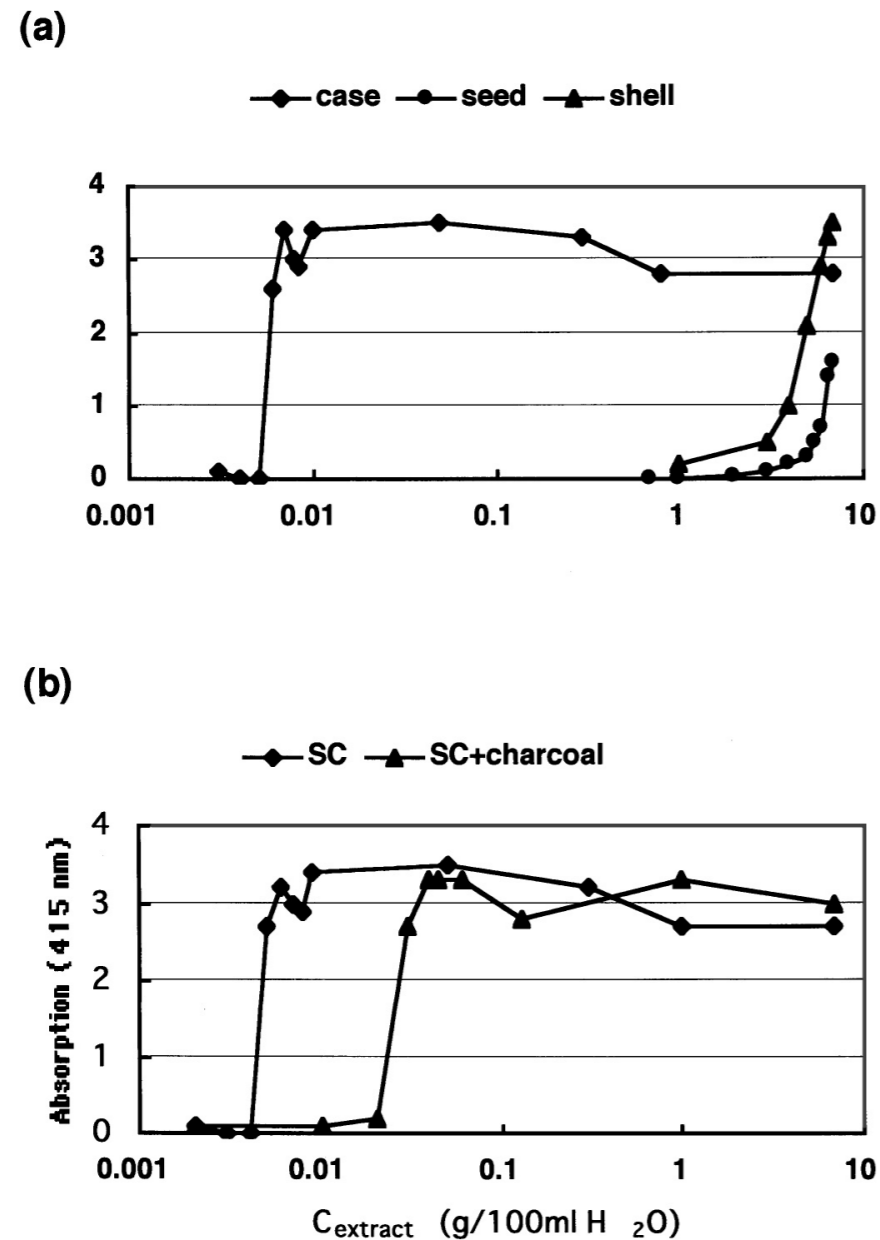 (a)
case seed shell
4
3
2
1
0
0.001 0.01 0.1 1 10
(b)
SC SC+charcoal
4
3
2
1
0
Absorption (415 nm)
0.001 0.01 0.1 1 10
Cextract (g/100ml H 2O)